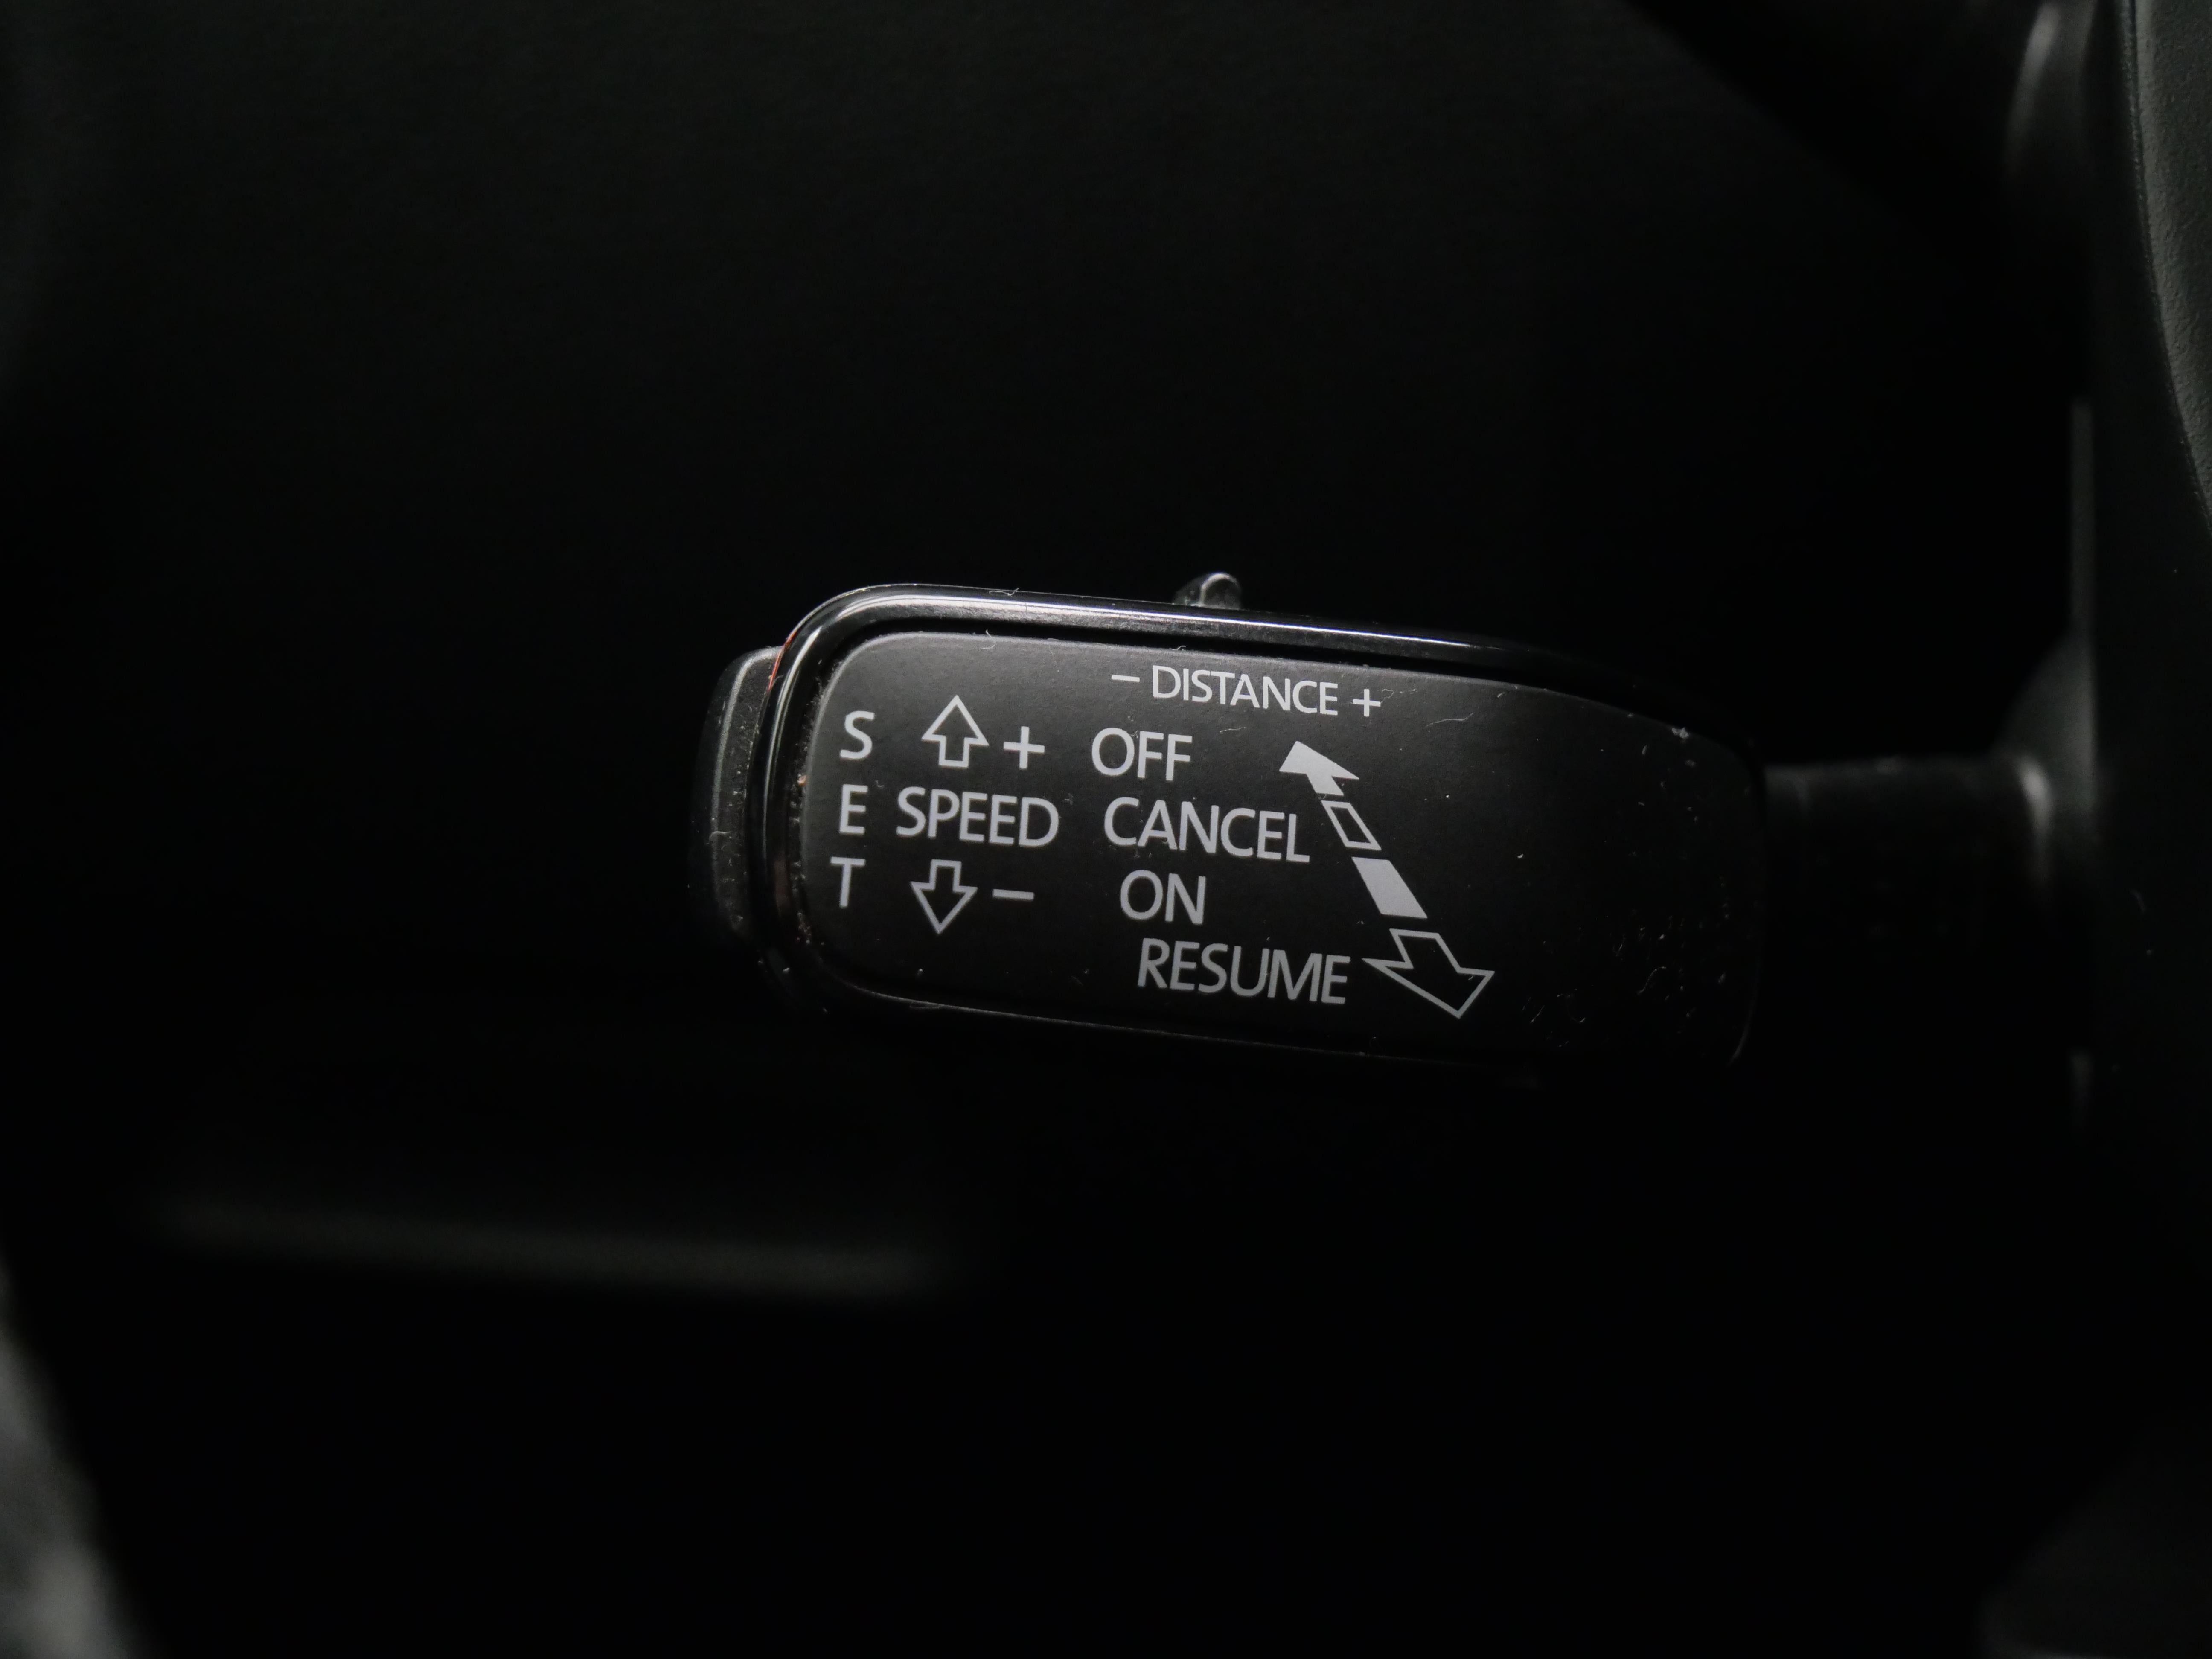 − DISTANCE +
S + OFF
E SPEED CANCEL
T − ON
RESUME